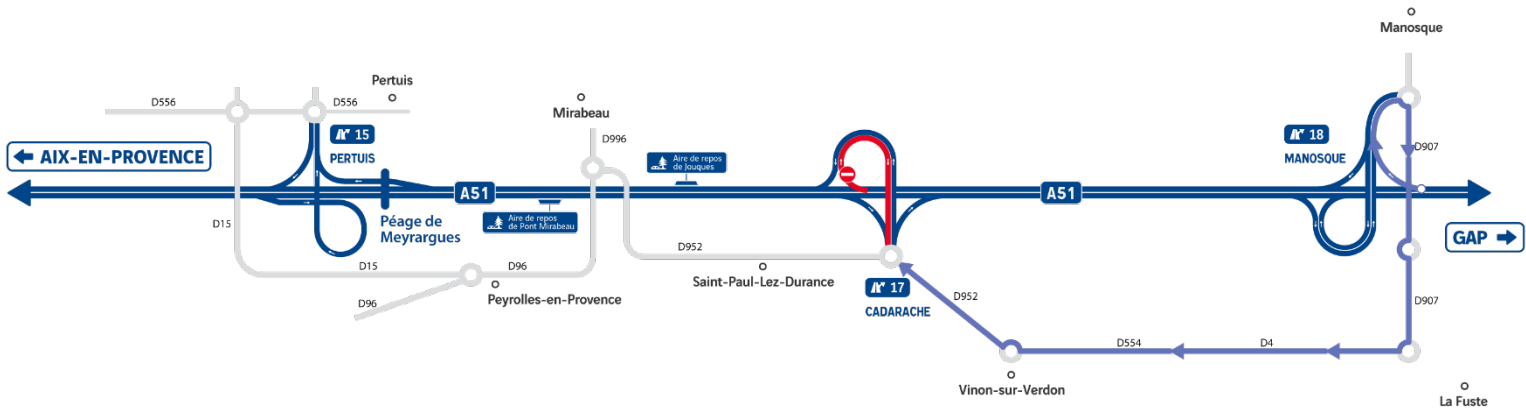 Manosque
Pertuis
D556
D556
Mirabeau
15
PERTUIS
D996
Aire de repos
de Jouques
18
MANOSQUE
D907
AIX-EN-PROVENCE
A51
A51
Péage de
Meyrargues
Aire de repos
de Pont Mirabeau
D15
GAP
D952
D15
D96
Saint-Paul-Lez-Durance
D96
Peyrolles-en-Provence
17
CADARACHE
D952
D907
D554
D4
Vinon-sur-Verdon
La Fuste